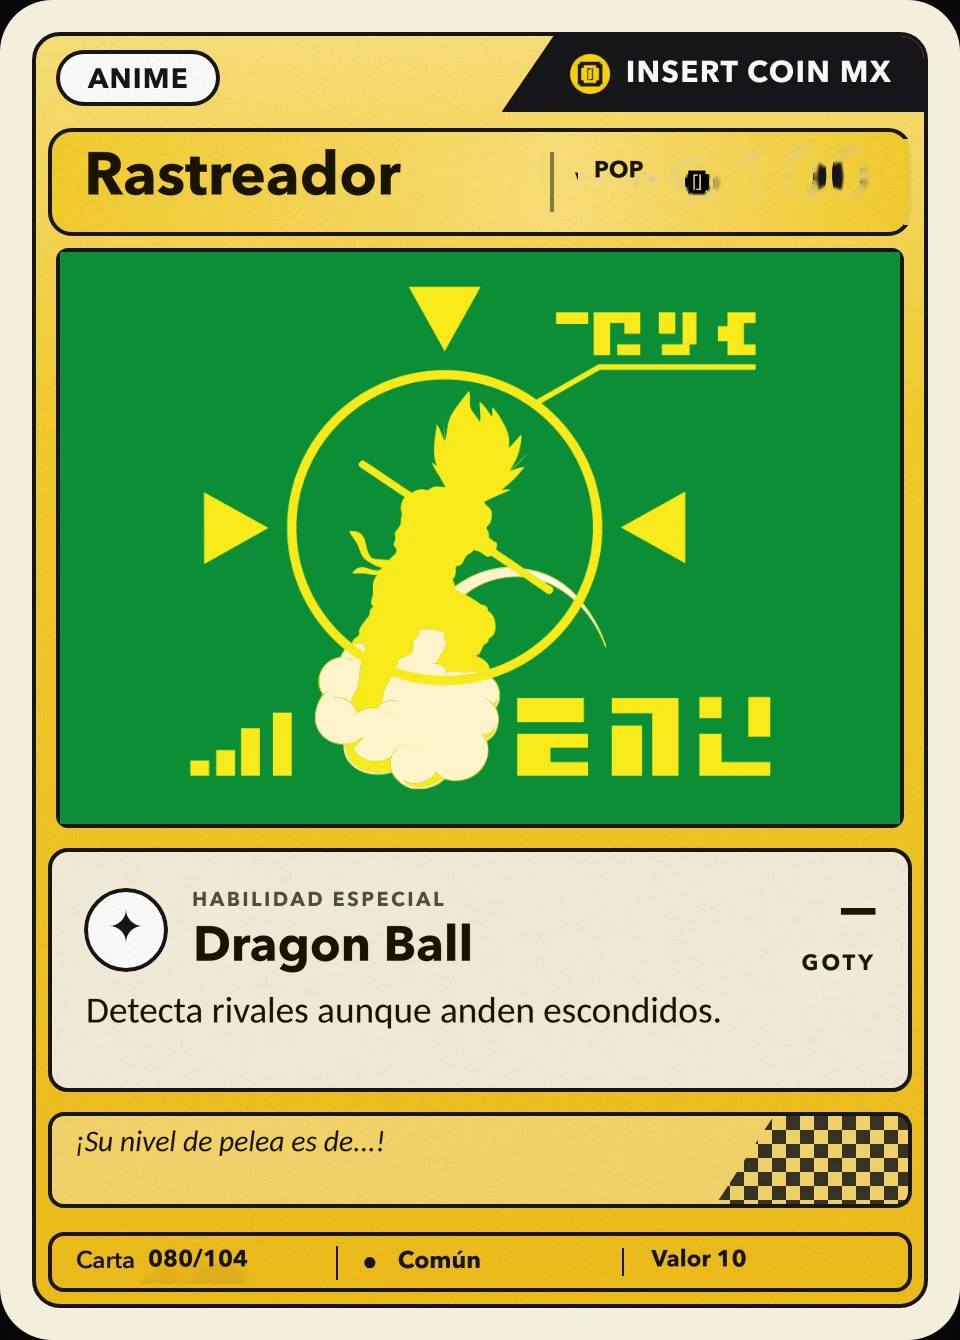 ANIME
INSERT COIN MX
Rastreador
POP
HABILIDAD ESPECIAL
Dragon Ball
GOTY
Detecta rivales aunque anden escondidos.
¡Su nivel de pelea es de...!
Carta 080/104
Común
Valor 10